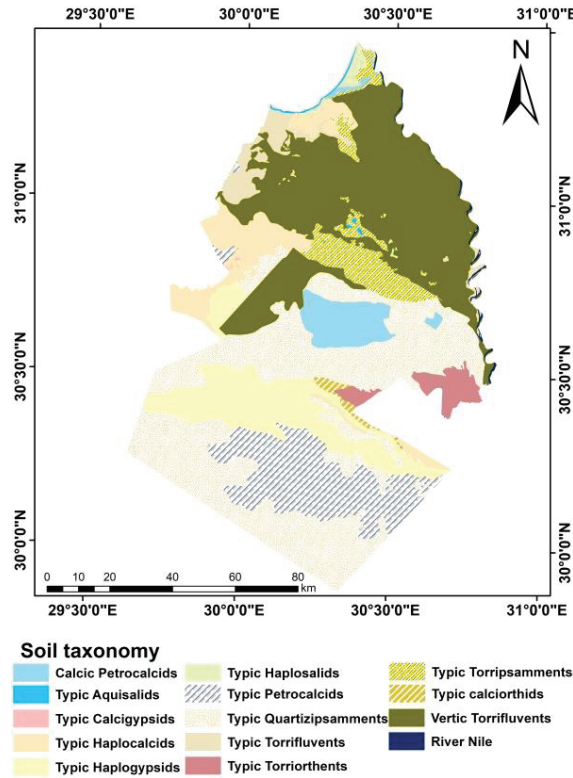 29°30'0"E 30°0'0"E 30°30'0"E 31°0'0"E
N
31°0'0"N 31°0'0"N
30°30'0"N 30°30'0"N
30°0'0"N 30°0'0"N
0 5 10 20 40 60 80
km
29°30'0"E 30°0'0"E 30°30'0"E 31°0'0"E
Soil taxonomy
Calcic Petrocalcids
Typic Aquisalids
Typic Calcigypsids
Typic Haplocalcids
Typic Haplogypsids
Typic Haplosalids
Typic Petrocalcids
Typic Quartizipsamments
Typic Torrifluvents
Typic Torriorthents
Typic Torripsamments
Typic calciorthids
Vertic Torrifluvents
River Nile